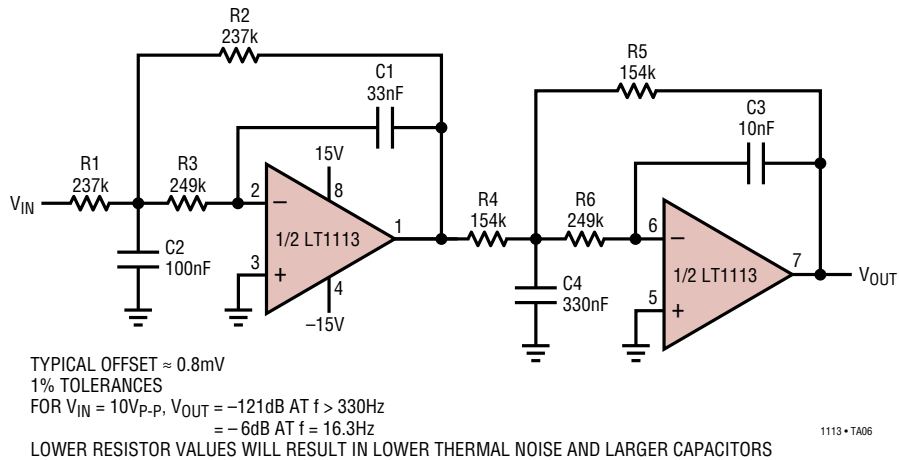 R2
237k
R5
154k
C1
33nF
C3
10nF
R1
237k
R3
249k
15V
V_IN
2
8
–
1/2 LT1113
1
R4
154k
R6
249k
6
–
C2
100nF
3
+
4
–15V
1/2 LT1113
7
V_OUT
C4
330nF
5
+
TYPICAL OFFSET ≈ 0.8mV
1% TOLERANCES
FOR V_IN = 10V_P-P, V_OUT = –121dB AT f > 330Hz
= –6dB AT f = 16.3Hz
LOWER RESISTOR VALUES WILL RESULT IN LOWER THERMAL NOISE AND LARGER CAPACITORS
1113 • TA06